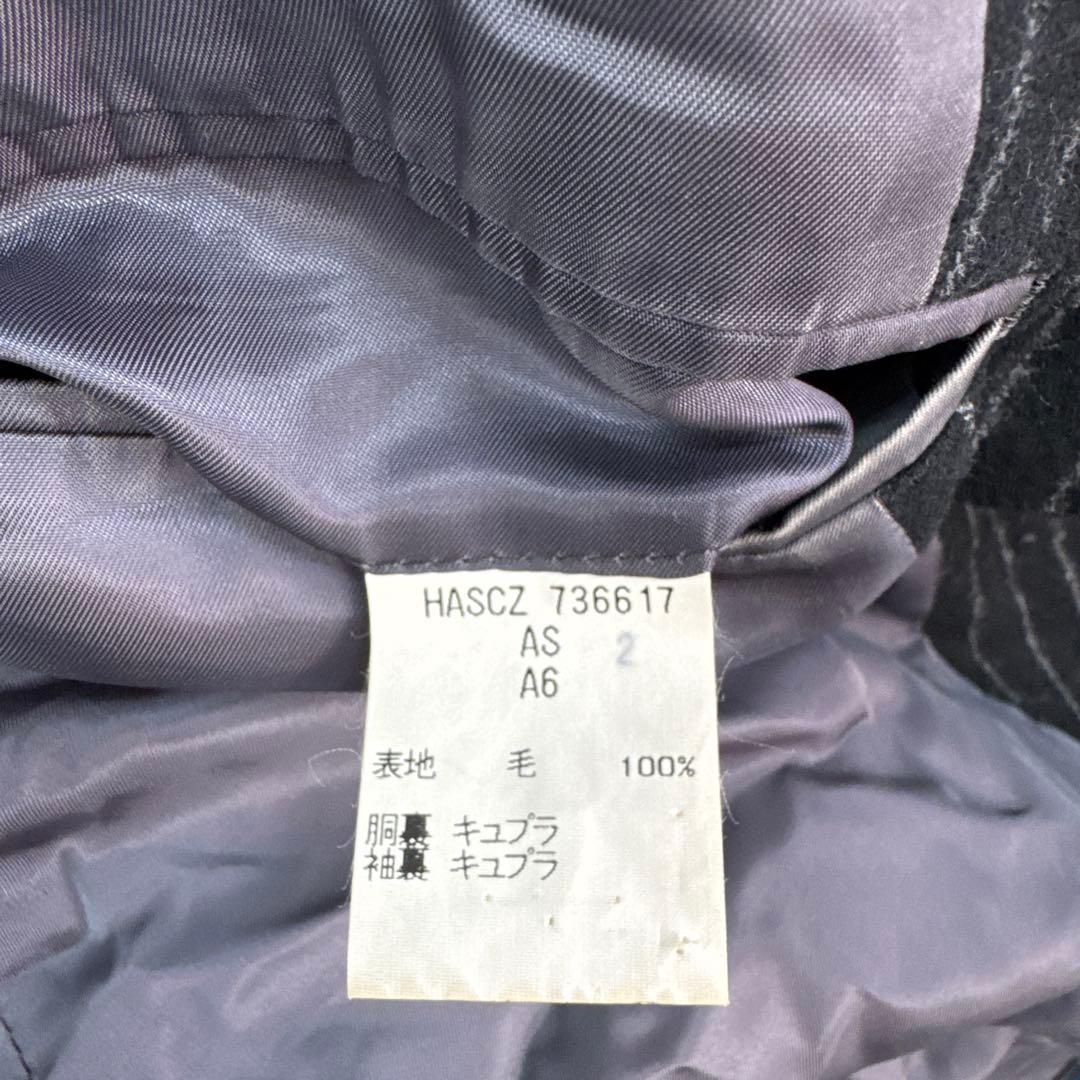 HASCZ 736617
AS 2
A6
表地 毛 100%
胴裏 キュプラ
袖裏 キュプラ